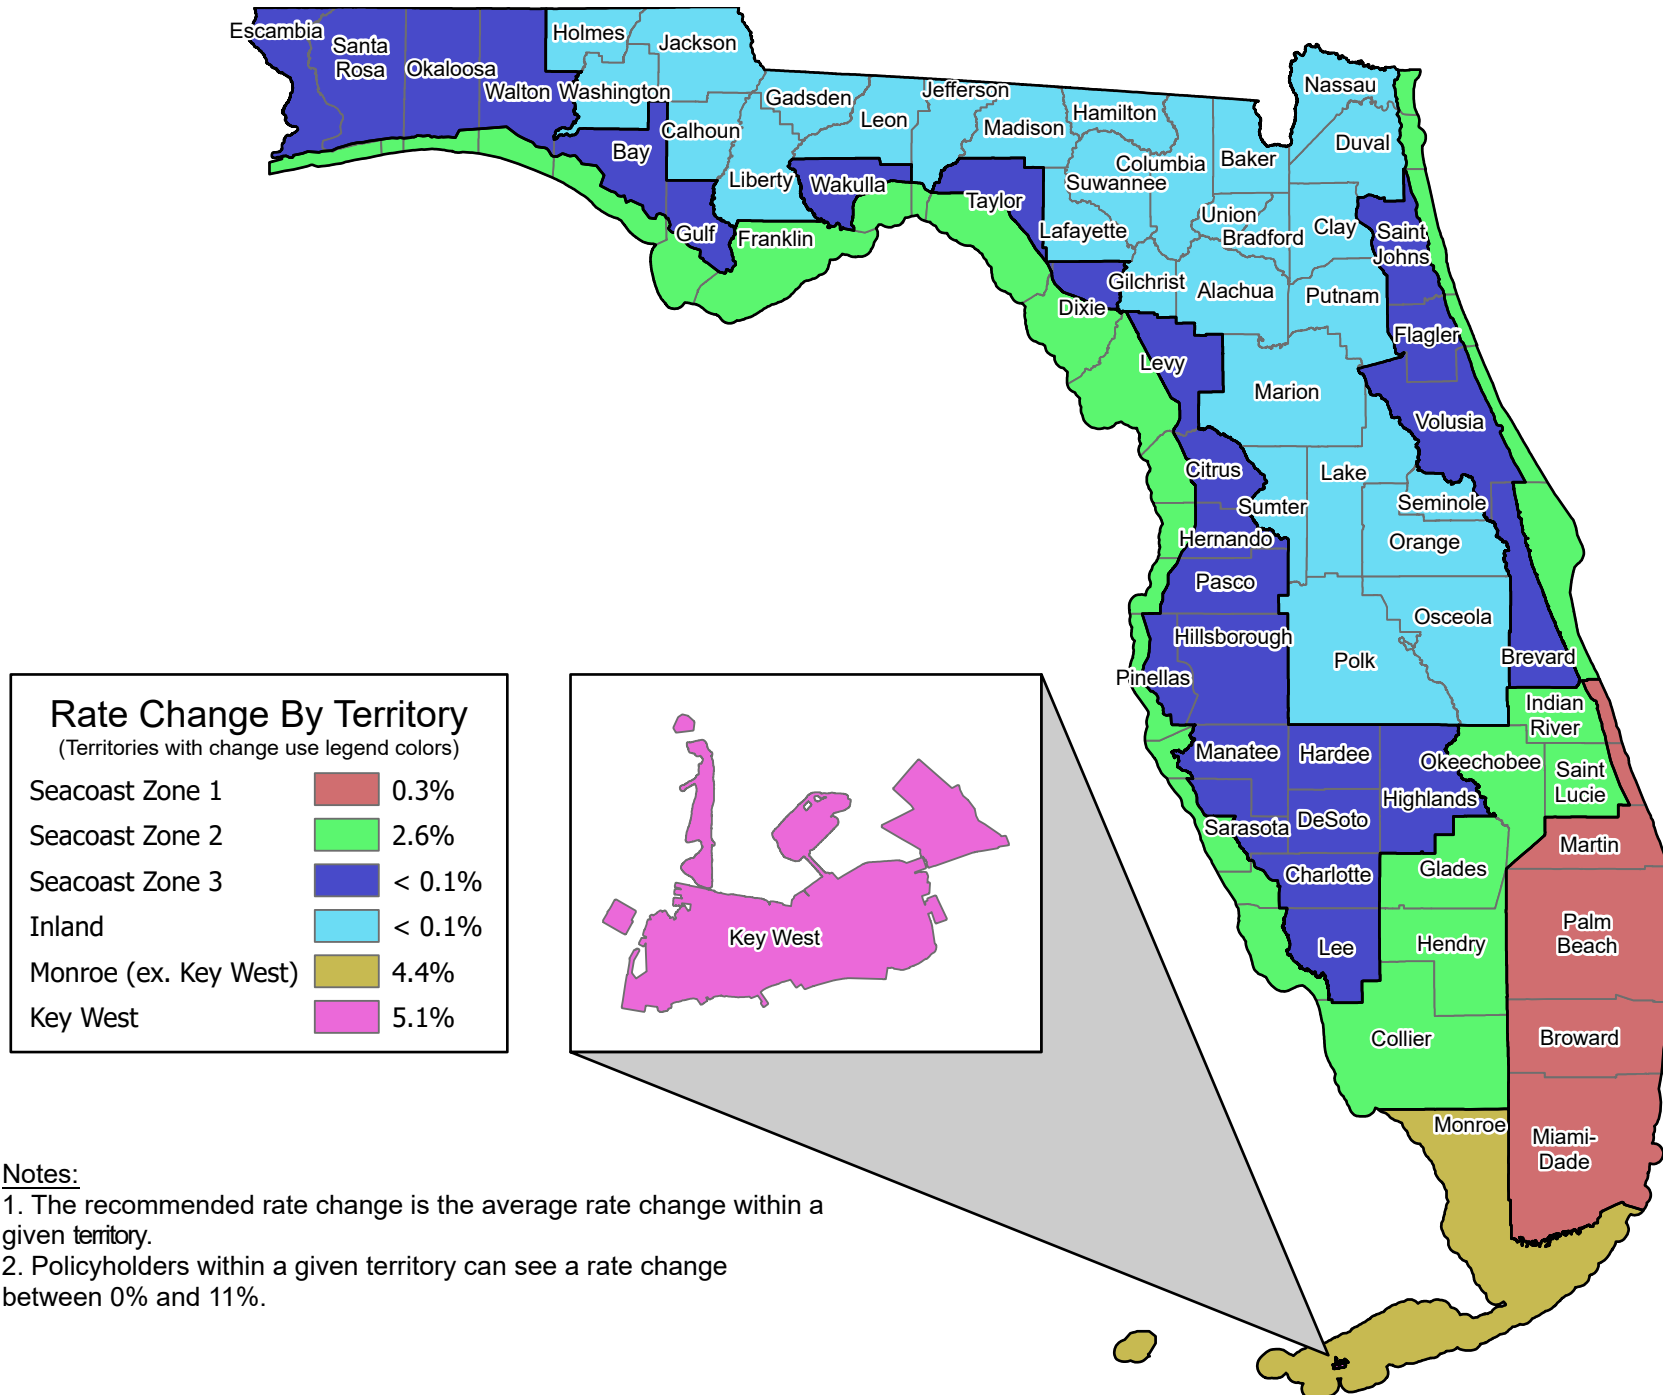 Escambia
Santa
Rosa
Okaloosa
Walton
Holmes
Washington
Jackson
Bay
Calhoun
Gulf
Liberty
Gadsden
Franklin
Leon
Wakulla
Jefferson
Madison
Taylor
Hamilton
Suwannee
Lafayette
Columbia
Dixie
Gilchrist
Baker
Union
Bradford
Alachua
Nassau
Duval
Clay
Saint
Johns
Putnam
Flagler
Levy
Marion
Volusia
Citrus
Sumter
Lake
Seminole
Hernando
Orange
Pasco
Osceola
Hillsborough
Pinellas
Polk
Brevard
Indian
River
Manatee
Hardee
Okeechobee
Saint
Lucie
Highlands
Sarasota
DeSoto
Martin
Charlotte
Glades
Palm
Beach
Lee
Hendry
Collier
Broward
Monroe
Miami-
Dade
Rate Change By Territory
(Territories with change use legend colors)
Seacoast Zone 1 0.3%
Seacoast Zone 2 2.6%
Seacoast Zone 3 < 0.1%
Inland < 0.1%
Monroe (ex. Key West) 4.4%
Key West 5.1%
Key West
Notes:
1. The recommended rate change is the average rate change within a
given territory.
2. Policyholders within a given territory can see a rate change
between 0% and 11%.